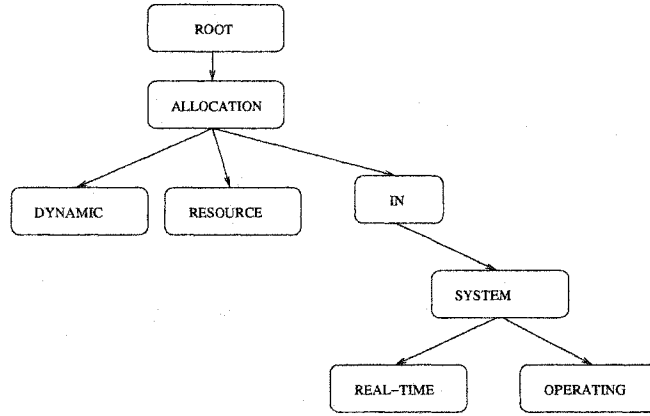 ROOT
ALLOCATION
DYNAMIC
RESOURCE
IN
SYSTEM
REAL-TIME
OPERATING